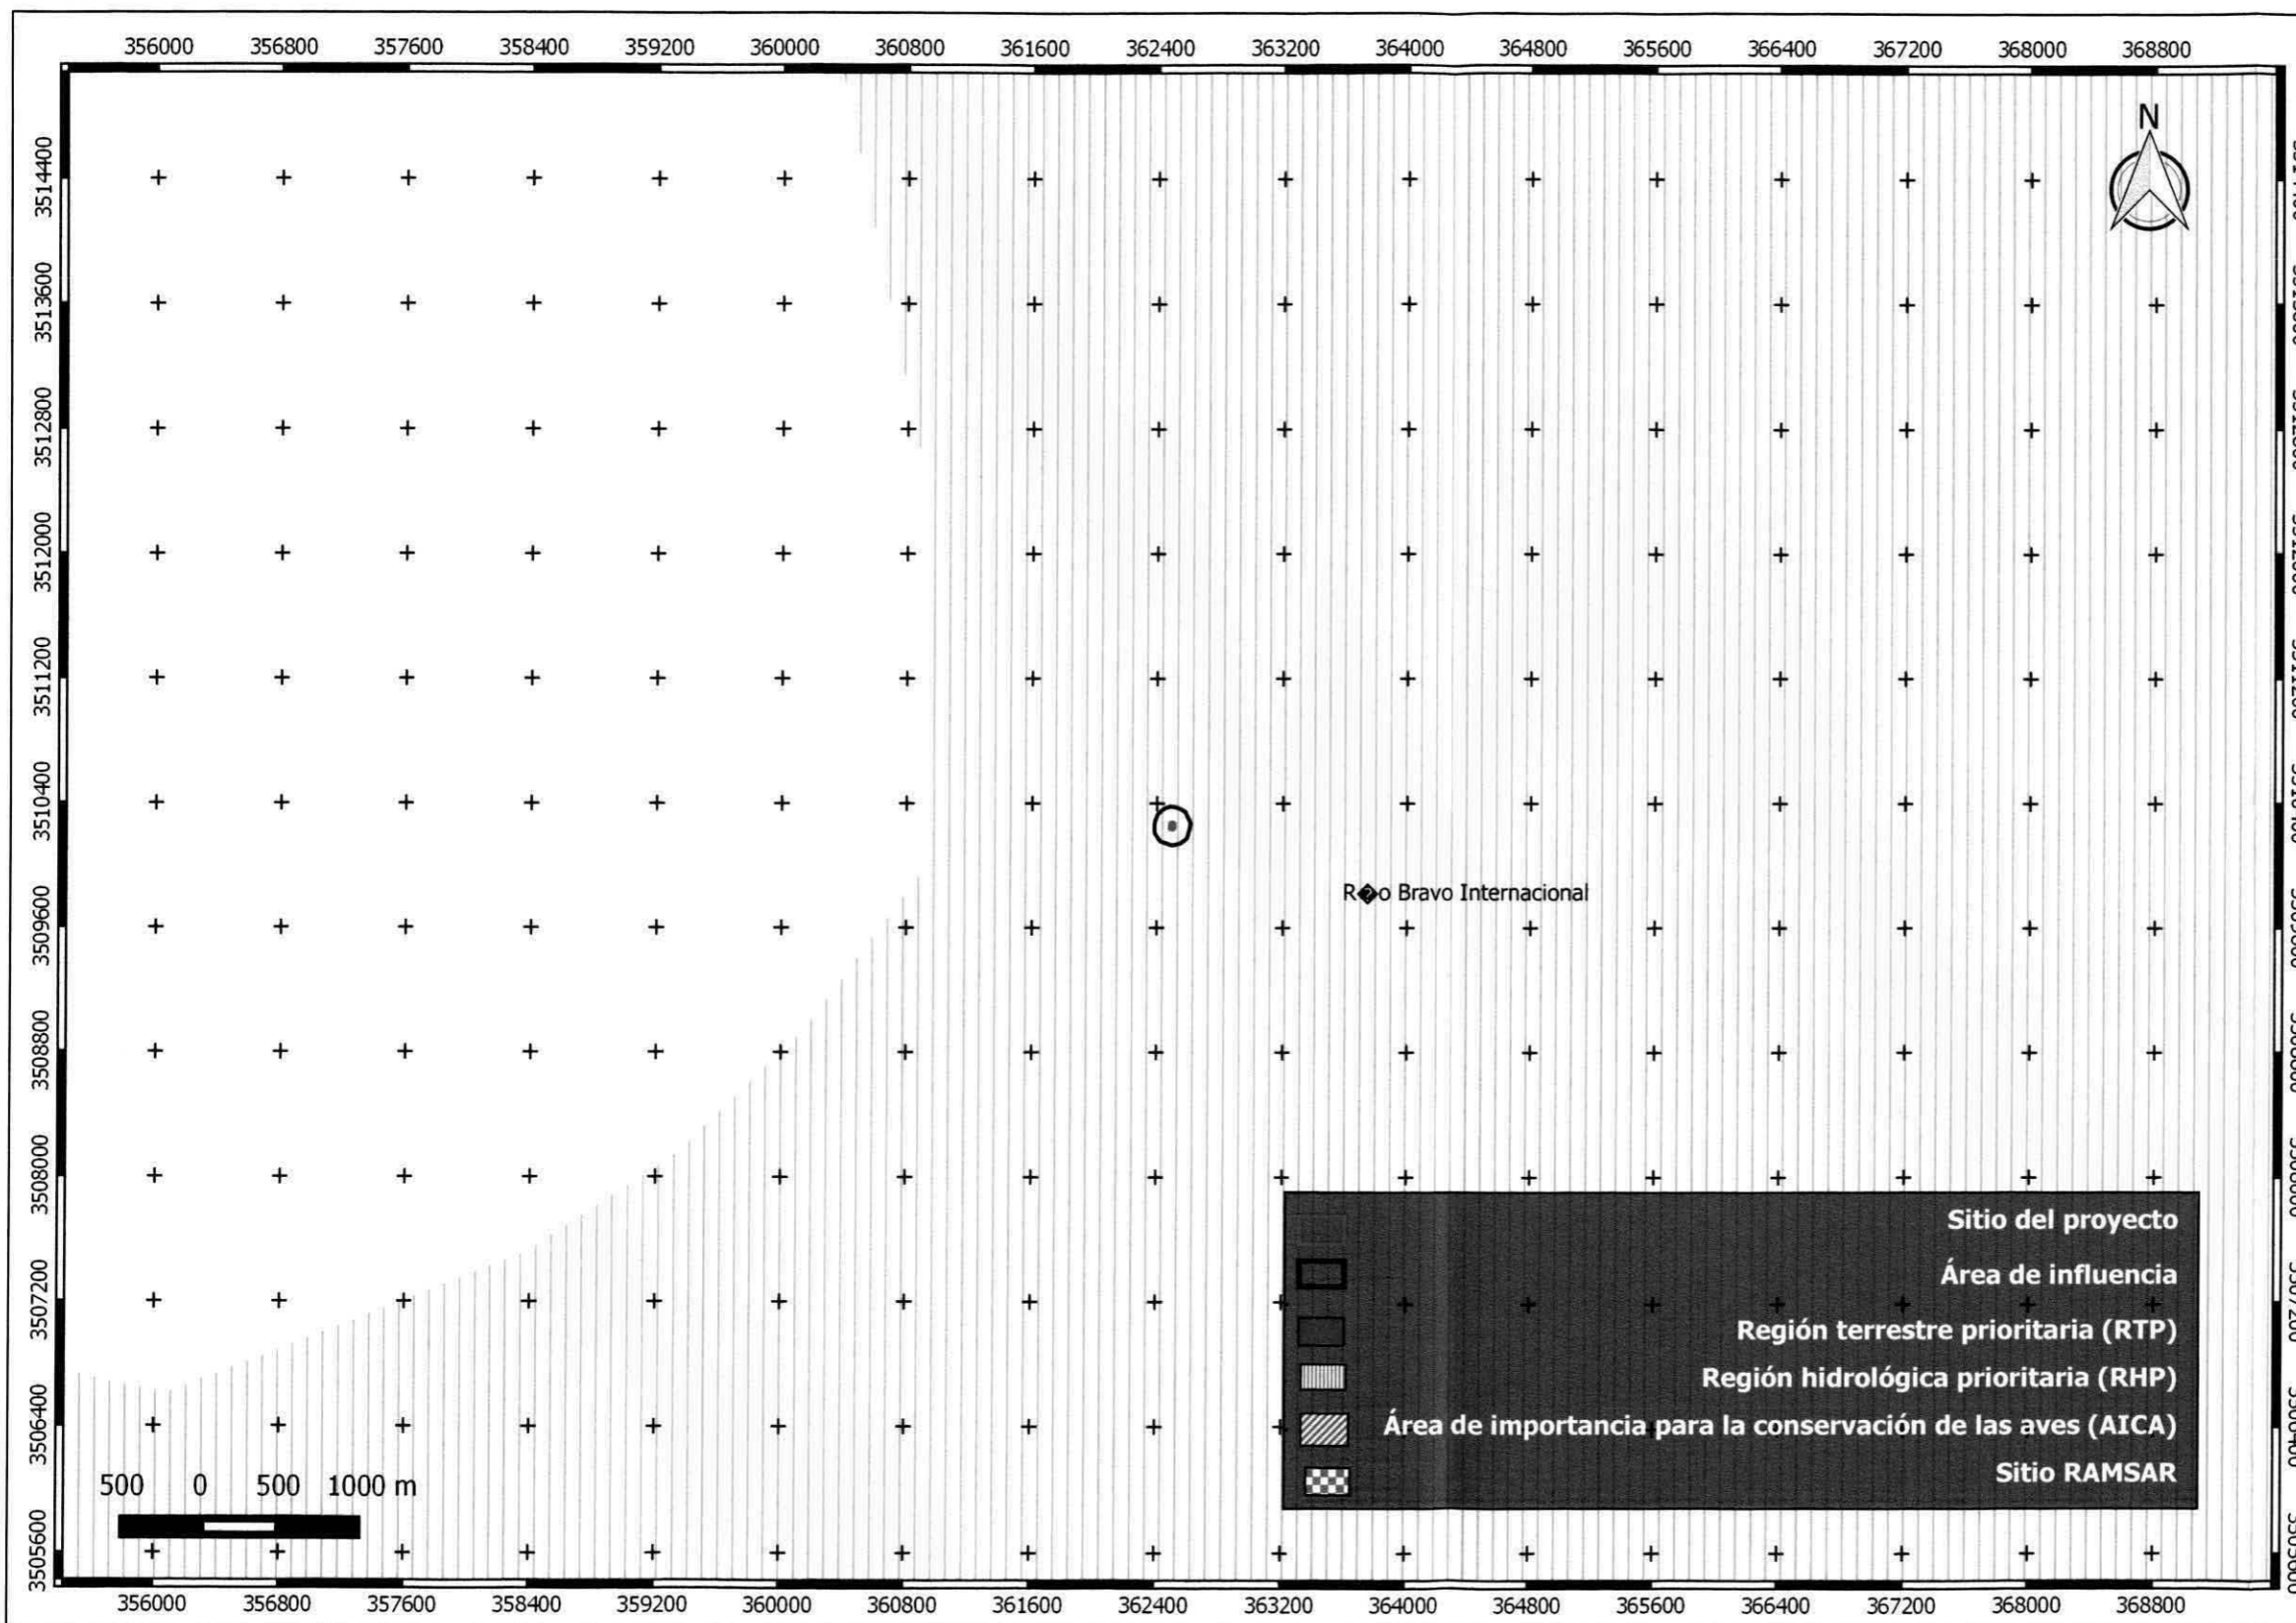 356000 356800 357600 358400 359200 360000 360800 361600 362400 363200 364000 364800 365600 366400 367200 368000 368800
N
3514400
3513600
3512800
3512000
3511200
3510400
3509600
3508800
3508000
3507200
3506400
3505600
R�o Bravo Internacional
Sitio del proyecto
Área de influencia
Región terrestre prioritaria (RTP)
Región hidrológica prioritaria (RHP)
Área de importancia para la conservación de las aves (AICA)
Sitio RAMSAR
500 0 500 1000 m
356000 356800 357600 358400 359200 360000 360800 361600 362400 363200 364000 364800 365600 366400 367200 368000 368800